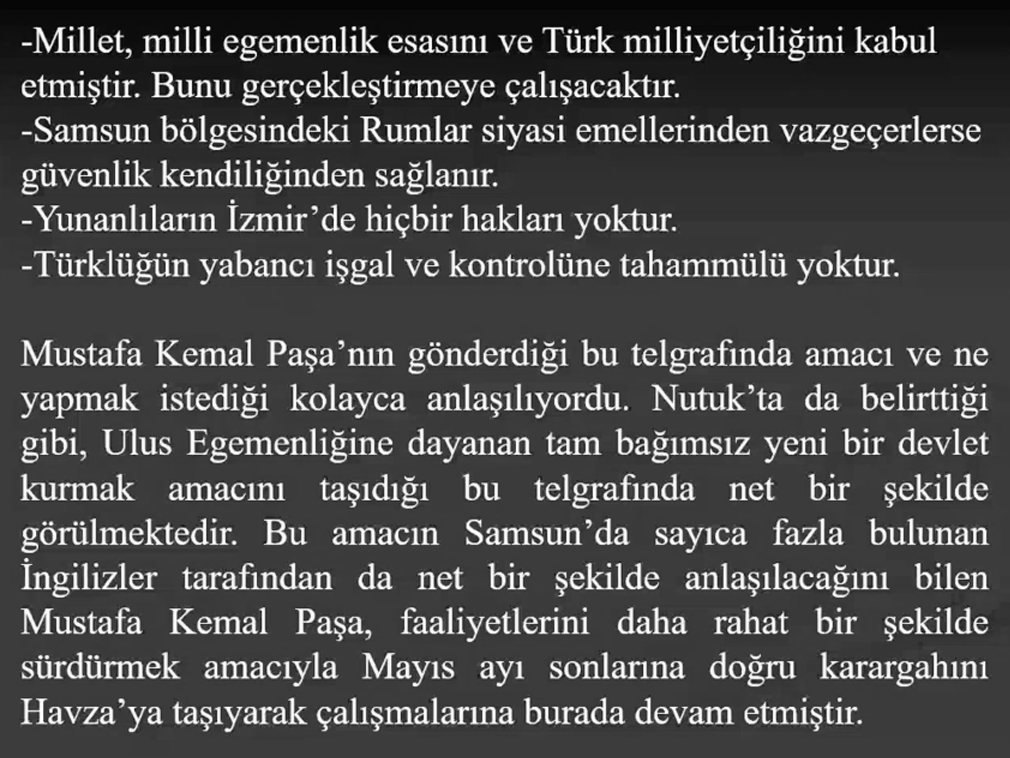 -Millet, milli egemenlik esasını ve Türk milliyetçiliğini kabul
etmiştir. Bunu gerçekleştirmeye çalışacaktır.
-Samsun bölgesindeki Rumlar siyasi emellerinden vazgeçerlerse
güvenlik kendiliğinden sağlanır.
-Yunanlıların İzmir’de hiçbir hakları yoktur.
-Türklüğün yabancı işgal ve kontrolüne tahammülü yoktur.
Mustafa Kemal Paşa’nın gönderdiği bu telgrafında amacı ve ne
yapmak istediği kolayca anlaşılıyordu. Nutuk’ta da belirttiği
gibi, Ulus Egemenliğine dayanan tam bağımsız yeni bir devlet
kurmak amacını taşıdığı bu telgrafında net bir şekilde
görülmektedir. Bu amacın Samsun’da sayıca fazla bulunan
İngilizler tarafından da net bir şekilde anlaşılacağını bilen
Mustafa Kemal Paşa, faaliyetlerini daha rahat bir şekilde
sürdürmek amacıyla Mayıs ayı sonlarına doğru karargahını
Havza’ya taşıyarak çalışmalarına burada devam etmiştir.